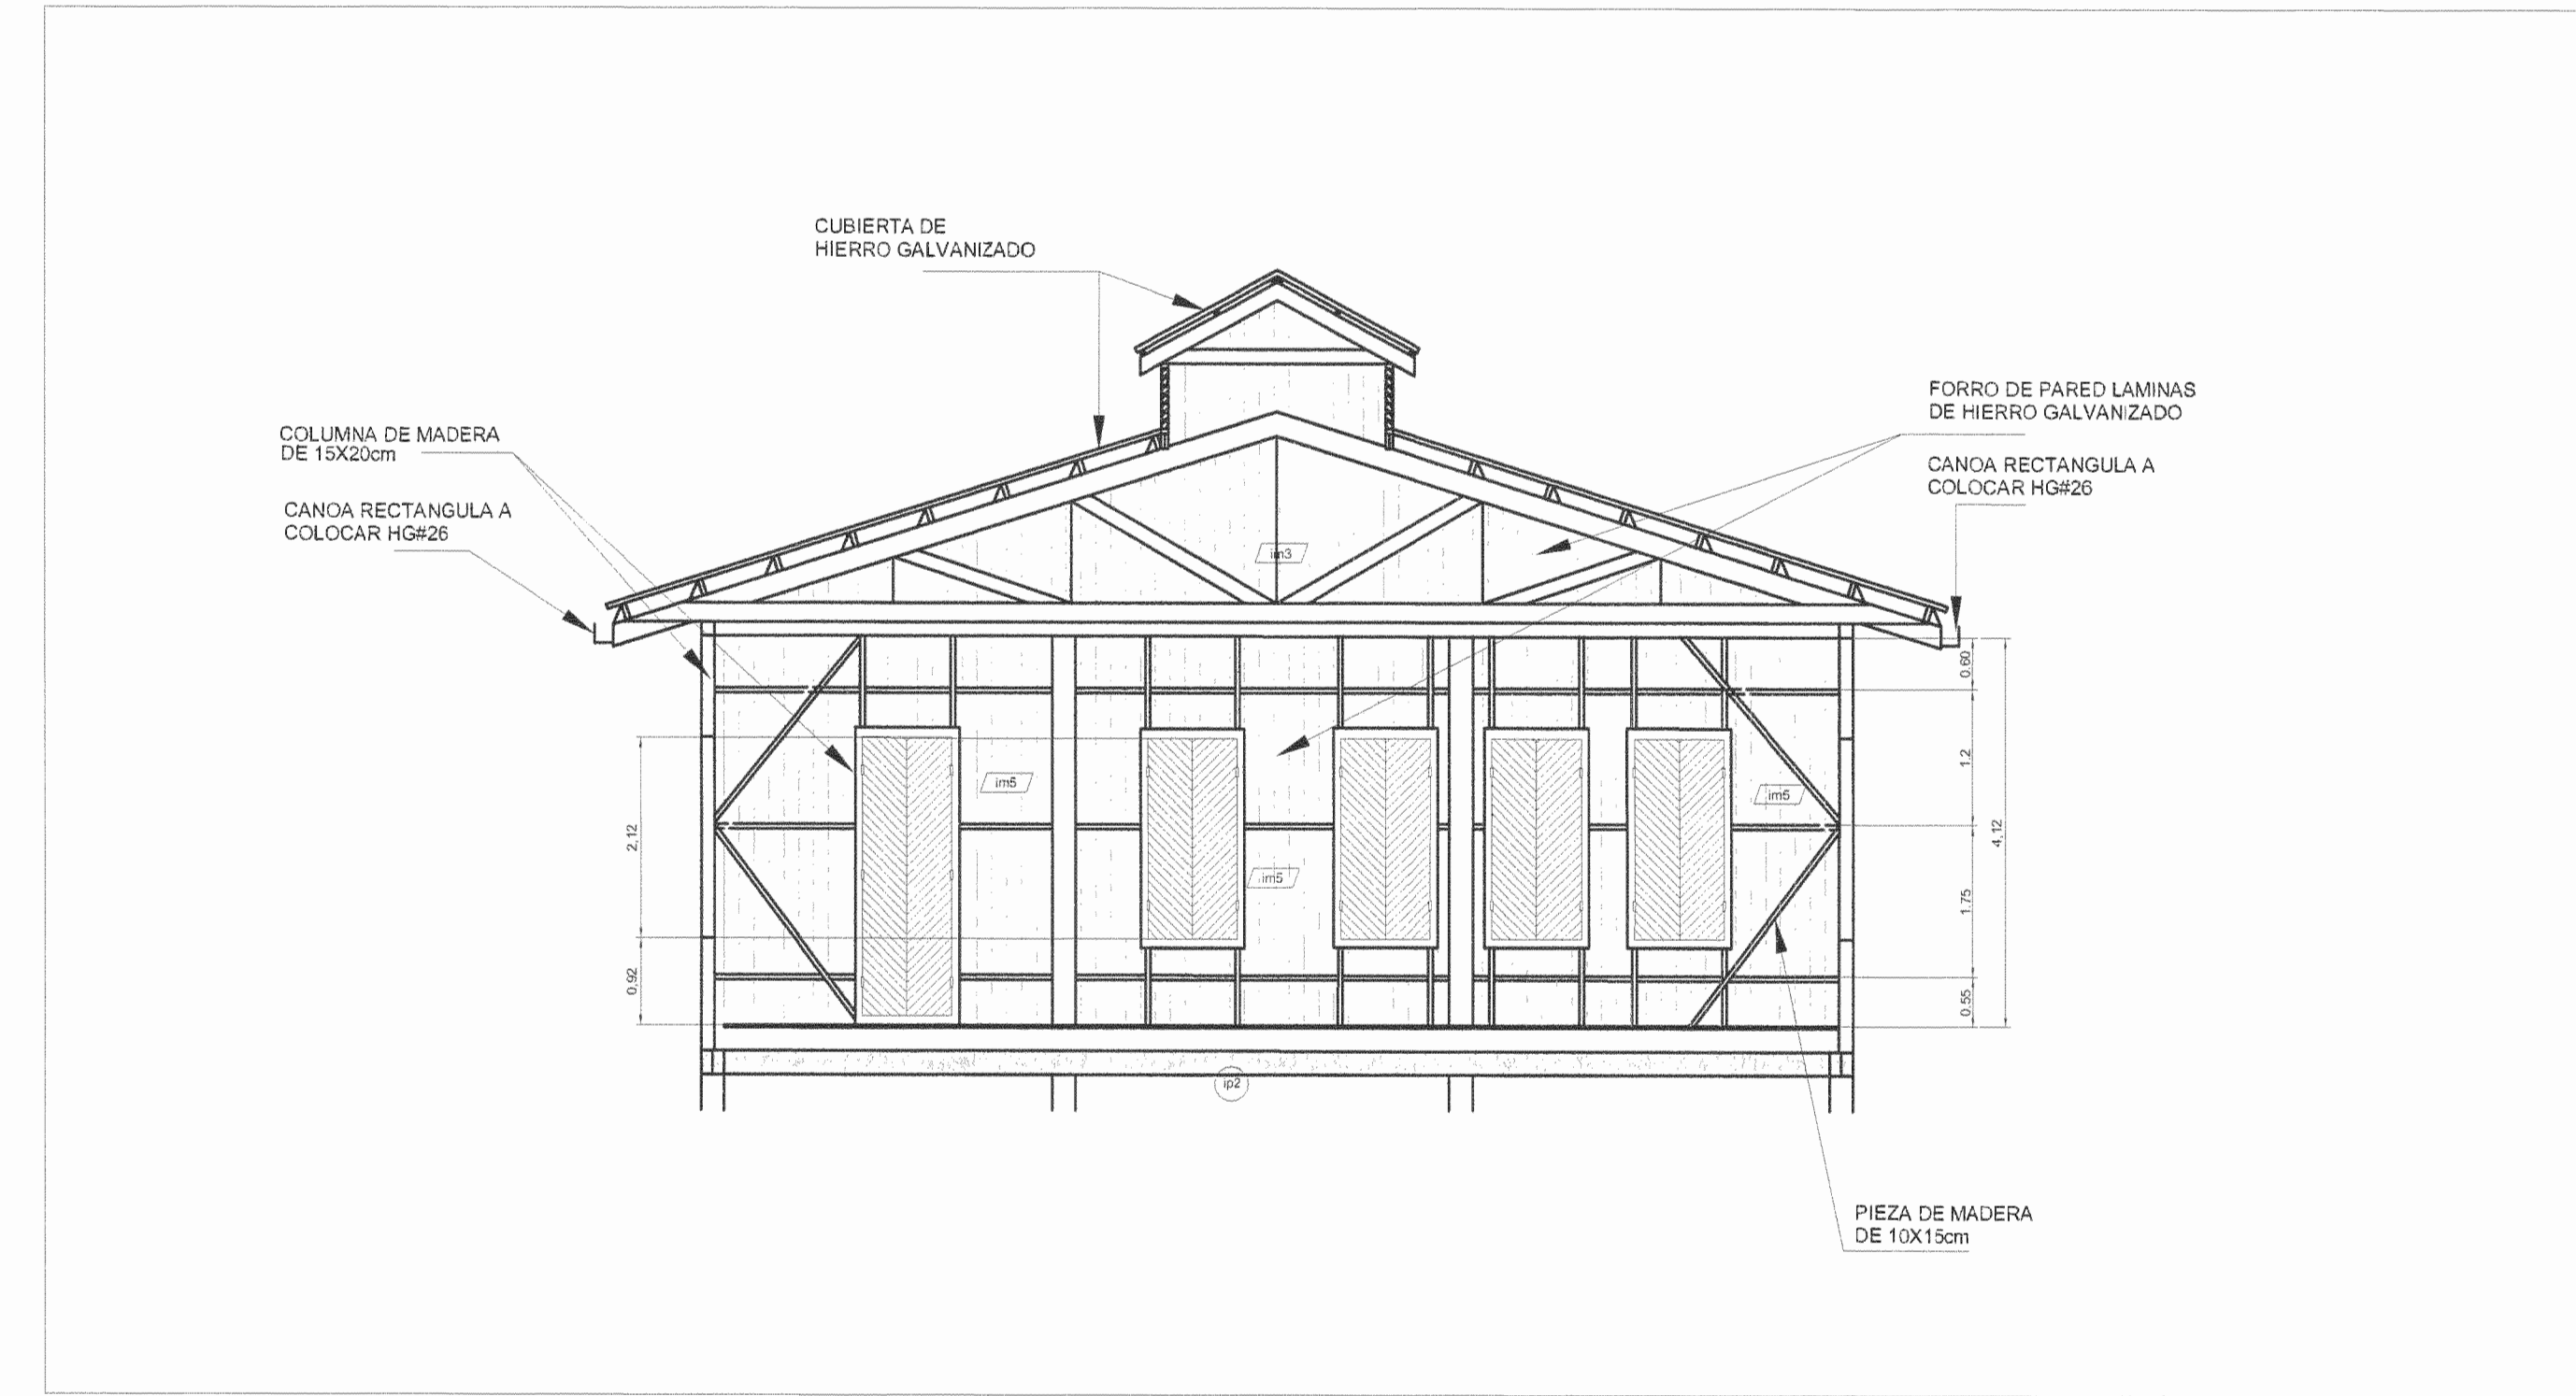 CUBIERTA DE
HIERRO GALVANIZADO
FORRO DE PARED LAMINAS
DE HIERRO GALVANIZADO
COLUMNA DE MADERA
DE 15X20cm
CANOA RECTANGULA A
COLOCAR HG#26
CANOA RECTANGULA A
COLOCAR HG#26
im3
0.60
1.2
im5
im5
2,12
4,12
im5
1.75
0,92
0.55
ip2
PIEZA DE MADERA
DE 10X15cm